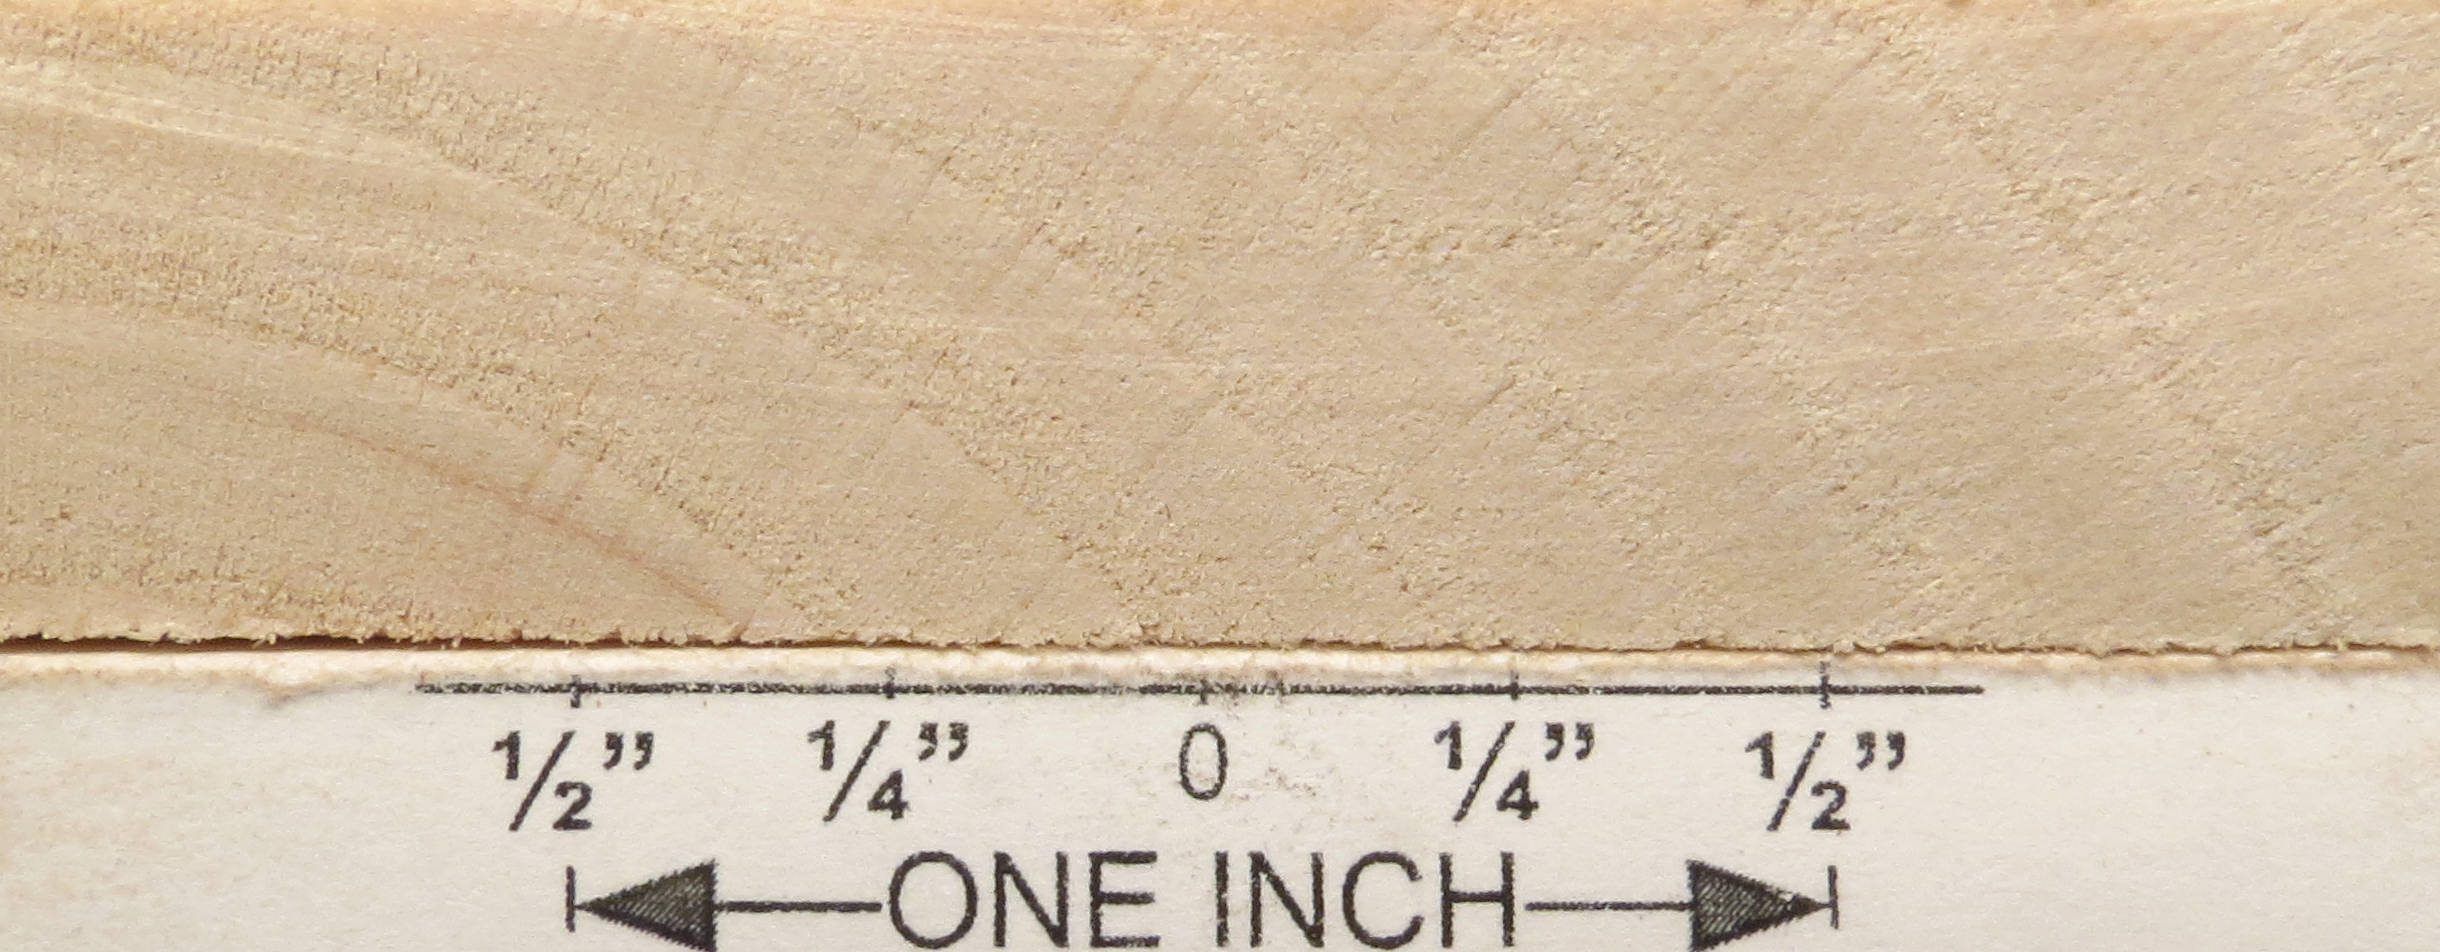 ½” ¼” 0 ¼” ½”
ONE INCH